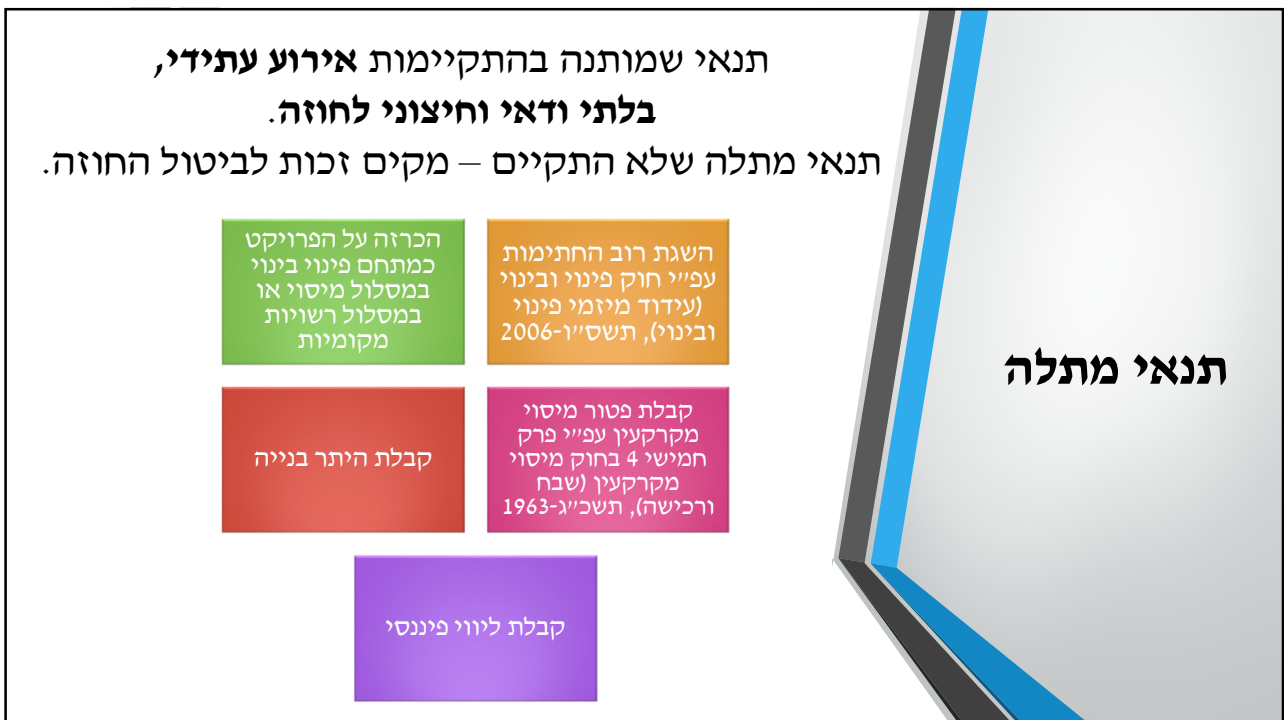 תנאי שמותנה בהתקיימות אירוע עתידי,
בלתי ודאי וחיצוני לחוזה.
תנאי מתלה שלא התקיים – מקים זכות לביטול החוזה.
תנאי מתלה
השגת רוב החתימות
עפ״י חוק פינוי ובינוי
(עידוד מיזמי פינוי
ובינוי), תשס״ו-2006
הכרזה על הפרויקט
כמתחם פינוי בינוי
במסלול מיסוי או
במסלול רשויות
מקומיות
קבלת פטור מיסוי
מקרקעין עפ״י פרק
חמישי 4 בחוק מיסוי
מקרקעין (שבח
ורכישה), תשכ״ג-1963
קבלת היתר בנייה
קבלת ליווי פיננסי